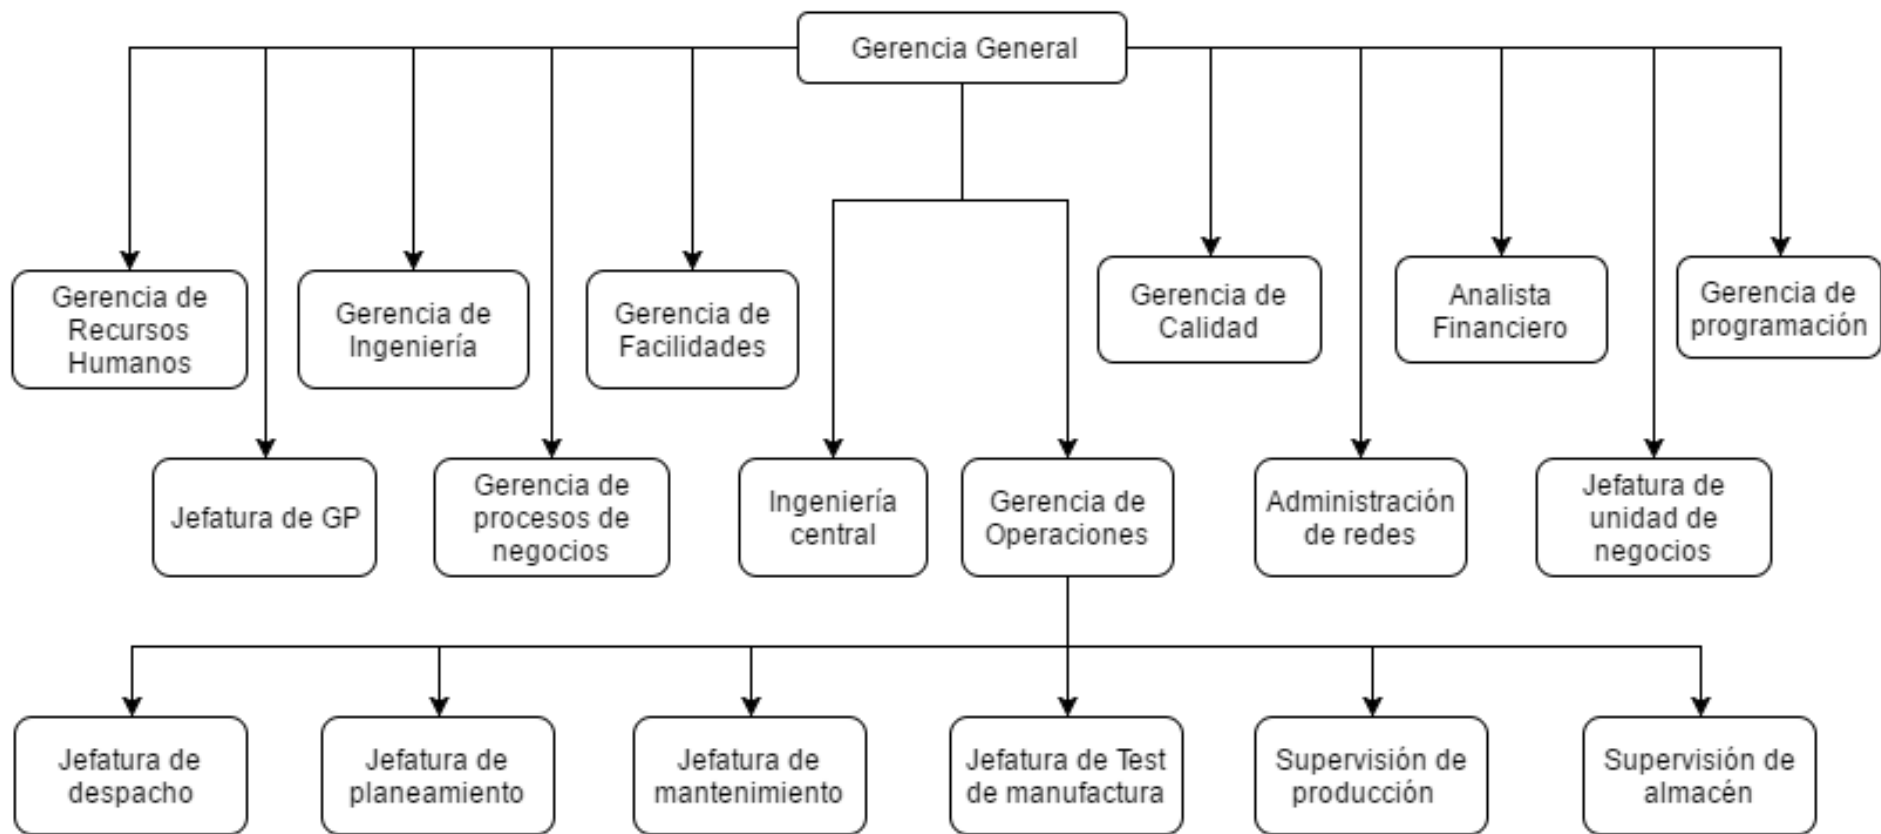 Gerencia General
Gerencia de
Recursos
Humanos
Gerencia de
Ingeniería
Gerencia de
Facilidades
Gerencia de
Calidad
Analista
Financiero
Gerencia de
programación
Jefatura de GP
Gerencia de
procesos de
negocios
Ingeniería
central
Gerencia de
Operaciones
Administración
de redes
Jefatura de
unidad de
negocios
Jefatura de
despacho
Jefatura de
planeamiento
Jefatura de
mantenimiento
Jefatura de Test
de manufactura
Supervisión de
producción
Supervisión de
almacén